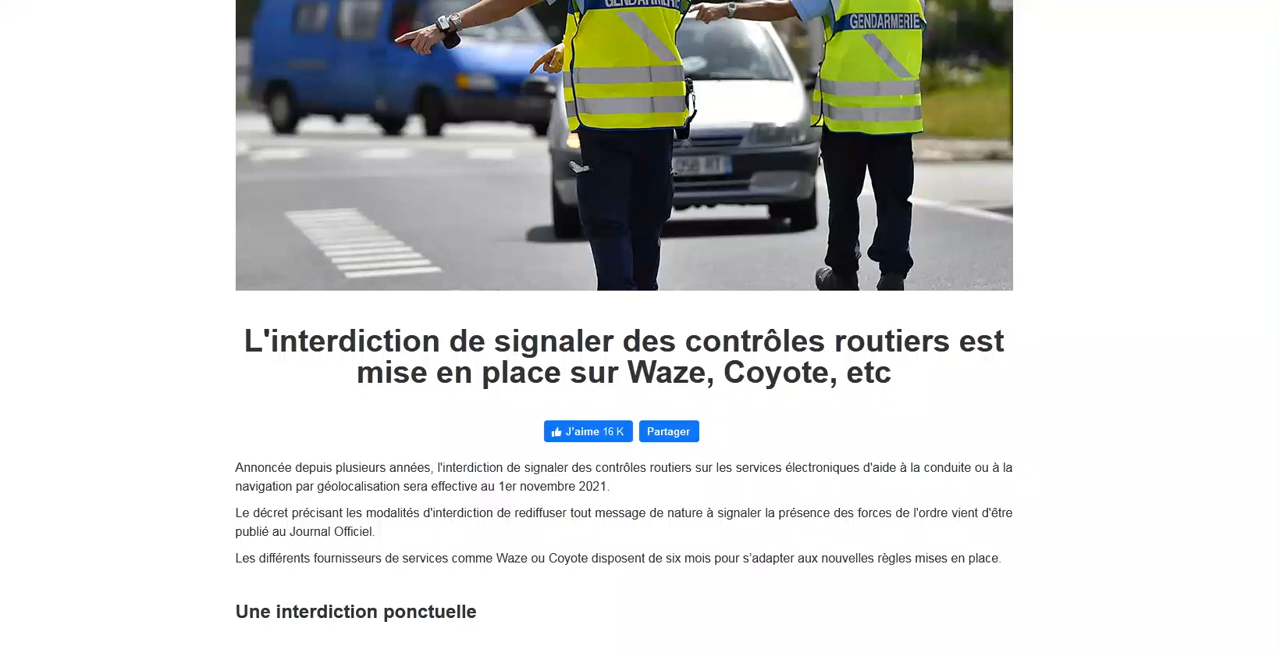 GENDARMERIE
GENDARMERIE
L'interdiction de signaler des contrôles routiers est
mise en place sur Waze, Coyote, etc
J'aime 16 K Partager
Annoncée depuis plusieurs années, l'interdiction de signaler des contrôles routiers sur les services électroniques d'aide à la conduite ou à la
navigation par géolocalisation sera effective au 1er novembre 2021.
Le décret précisant les modalités d'interdiction de rediffuser tout message de nature à signaler la présence des forces de l'ordre vient d'être
publié au Journal Officiel.
Les différents fournisseurs de services comme Waze ou Coyote disposent de six mois pour s’adapter aux nouvelles règles mises en place.
Une interdiction ponctuelle